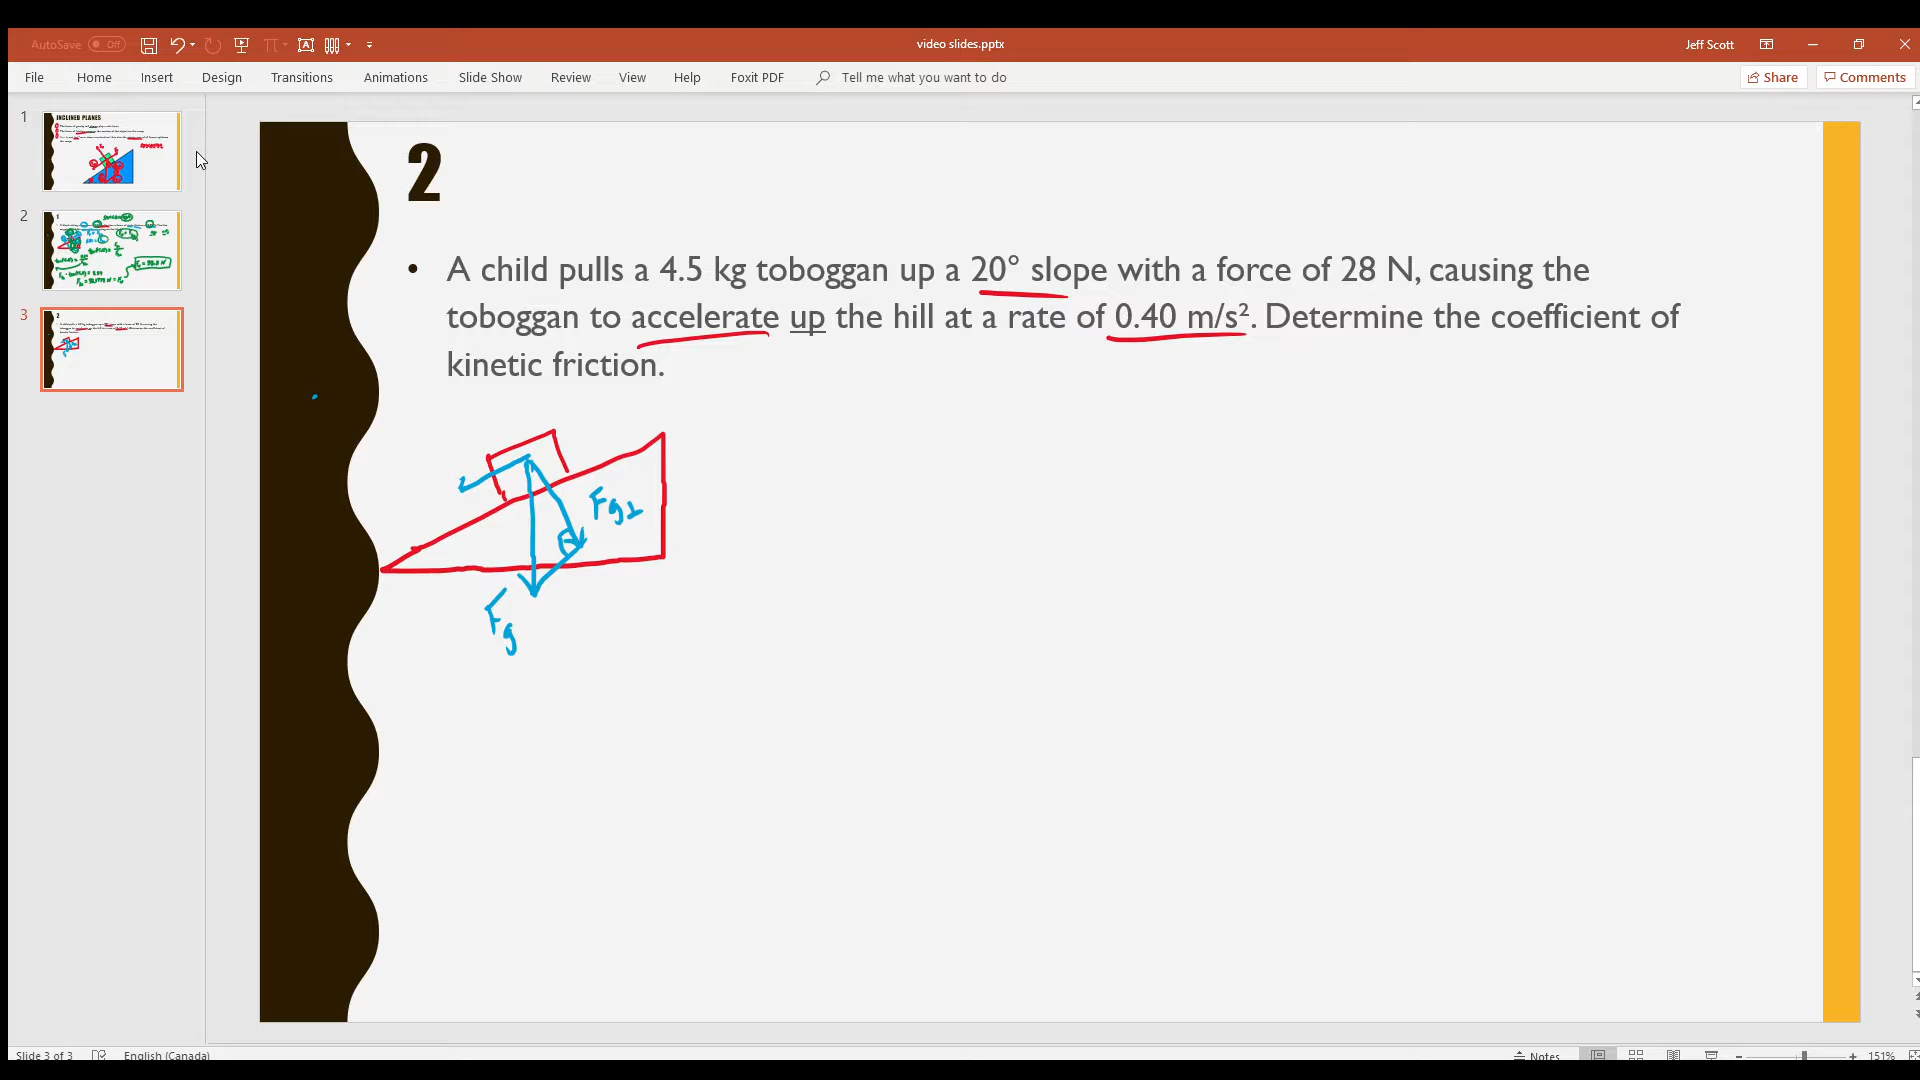 AutoSave Off
video slides.pptx
Jeff Scott
File Home Insert Design Transitions Animations Slide Show Review View Help Foxit PDF Tell me what you want to do
Share Comments
1
INCLINED PLANES
2
3
2
• A child pulls a 4.5 kg toboggan up a 20° slope with a force of 28 N, causing the
toboggan to accelerate up the hill at a rate of 0.40 m/s². Determine the coefficient of
kinetic friction.
Fg⊥
Fg
Slide 3 of 3 English (Canada)
Notes
151%